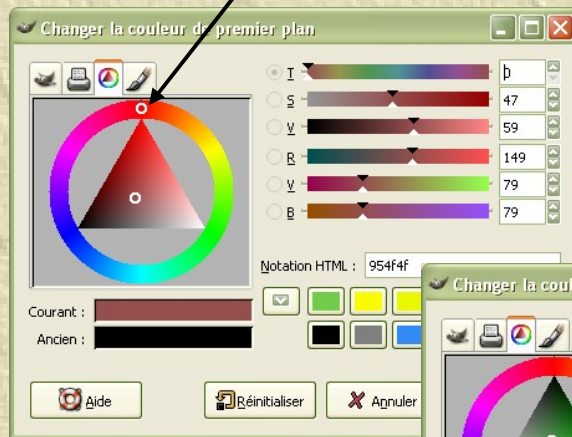 Changer la couleur de premier plan
T 0
S 47
V 59
R 149
V 79
B 79
Notation HTML : 954f4f
Changer la coul
Courant :
Ancien :
Aide
Réinitialiser
Annuler